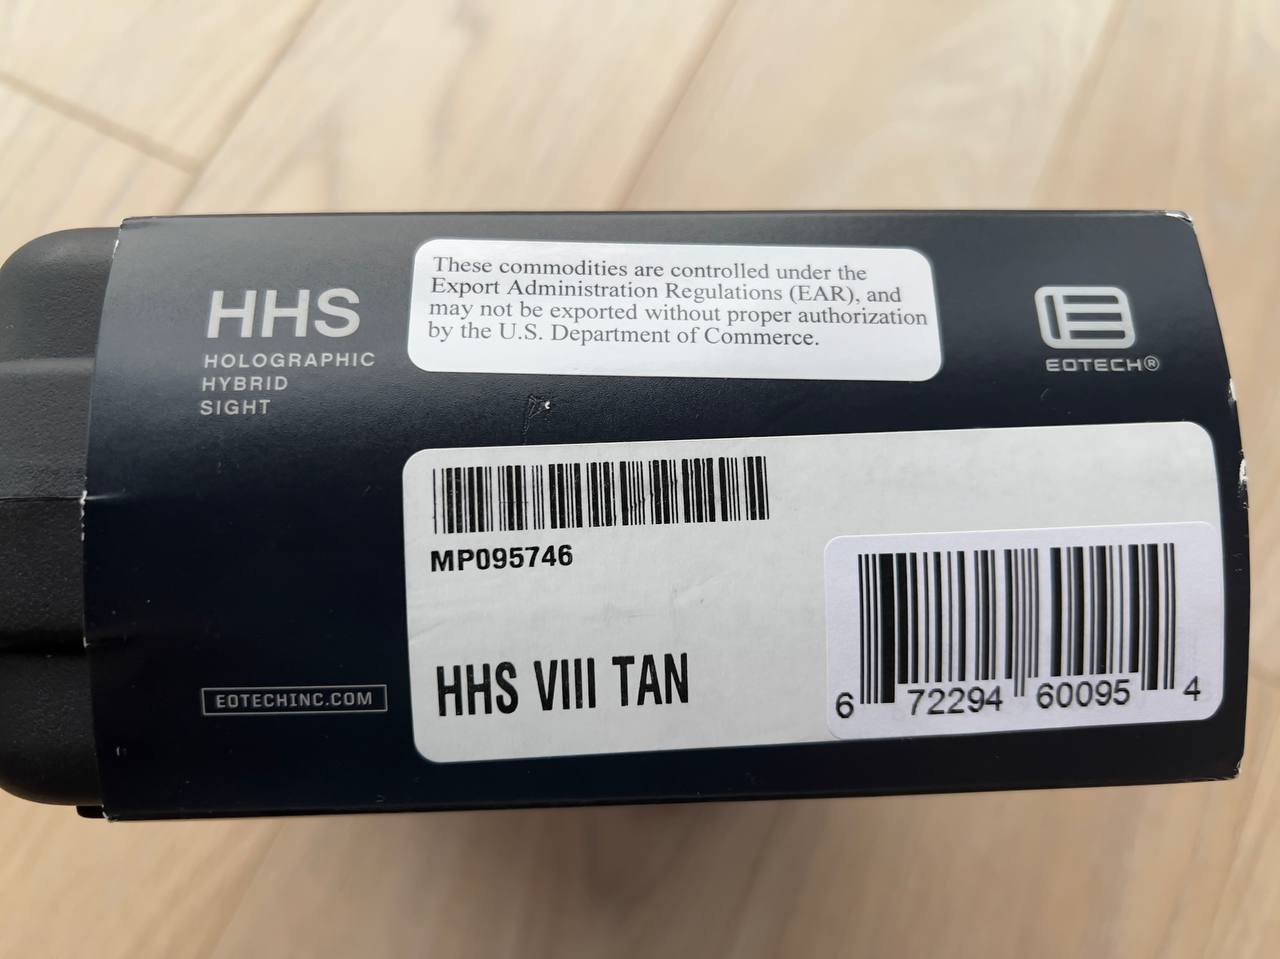 HHS
HOLOGRAPHIC
HYBRID
SIGHT
These commodities are controlled under the
Export Administration Regulations (EAR), and
may not be exported without proper authorization
by the U.S. Department of Commerce.
EOTECH®
MP095746
HHS VIII TAN
6 72294 60095 4
EOTECHINC.COM